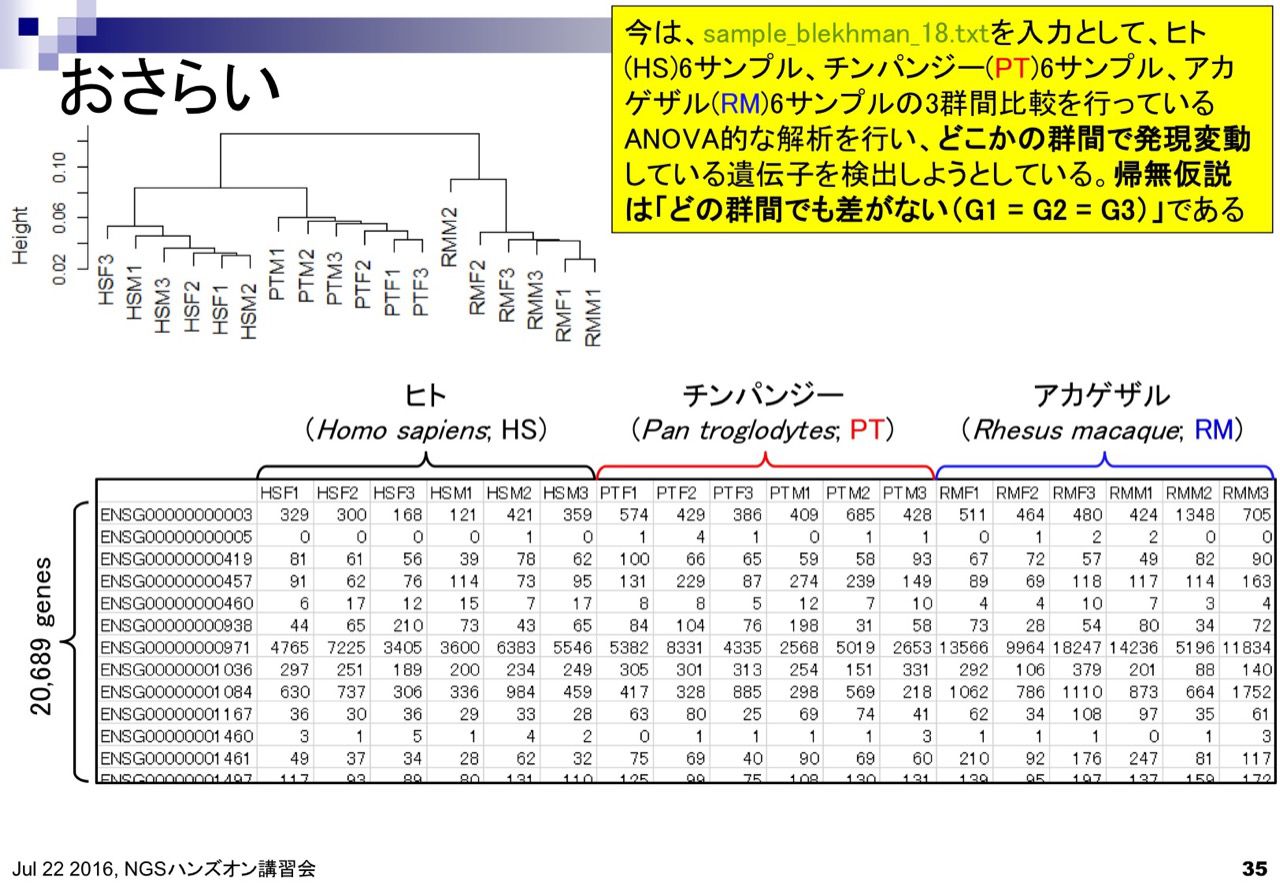 おさらい
今は、sample_blekhman_18.txtを入力として、ヒト
(HS)6サンプル、チンパンジー(PT)6サンプル、アカ
ゲザル(RM)6サンプルの3群間比較を行っている
ANOVA的な解析を行い、どこかの群間で発現変動
している遺伝子を検出しようとしている。帰無仮説
は「どの群間でも差がない（G1 = G2 = G3）」である
Height
0.02 0.06 0.10
HSF3
HSM1
HSM3
HSF2
HSF1
HSM2
PTM1
PTM2
PTM3
PTF2
PTF1
PTF3
RMM2
RMF2
RMF3
RMM3
RMF1
RMM1
ヒト
（Homo sapiens; HS）
チンパンジー
（Pan troglodytes; PT）
アカゲザル
（Rhesus macaque; RM）
20,689 genes
HSF1 HSF2 HSF3 HSM1 HSM2 HSM3 PTF1 PTF2 PTF3 PTM1 PTM2 PTM3 RMF1 RMF2 RMF3 RMM1 RMM2 RMM3
ENSG00000000003 329 300 168 121 421 359 574 429 386 409 685 428 511 464 480 424 1348 705
ENSG00000000005 0 0 0 0 1 0 1 4 1 0 1 1 0 1 2 2 0 0
ENSG00000000419 81 61 56 39 78 62 100 66 65 59 58 93 67 72 57 49 82 90
ENSG00000000457 91 62 76 114 73 95 131 229 87 274 239 149 89 69 118 117 114 163
ENSG00000000460 6 17 12 15 7 17 8 8 5 12 7 10 4 4 10 7 3 4
ENSG00000000938 44 65 210 73 43 65 84 104 76 198 31 58 73 28 54 80 34 72
ENSG00000000971 4765 7225 3405 3600 6383 5546 5382 8331 4335 2568 5019 2653 13566 9964 18247 14236 5196 11834
ENSG00000001036 297 251 189 200 234 249 305 301 313 254 151 331 292 106 379 201 88 140
ENSG00000001084 630 737 306 336 984 459 417 328 885 298 569 218 1062 786 1110 873 664 1752
ENSG00000001167 36 30 36 29 33 28 63 80 25 69 74 41 62 34 108 97 35 61
ENSG00000001460 3 1 5 1 4 2 0 1 1 1 1 3 1 1 1 0 1 3
ENSG00000001461 49 37 34 28 62 32 75 69 40 90 69 60 210 92 176 247 81 117
ENSG00000001497 117 93 89 80 131 110 125 99 75 108 130 131 139 95 197 137 159 172
Jul 22 2016, NGSハンズオン講習会
35